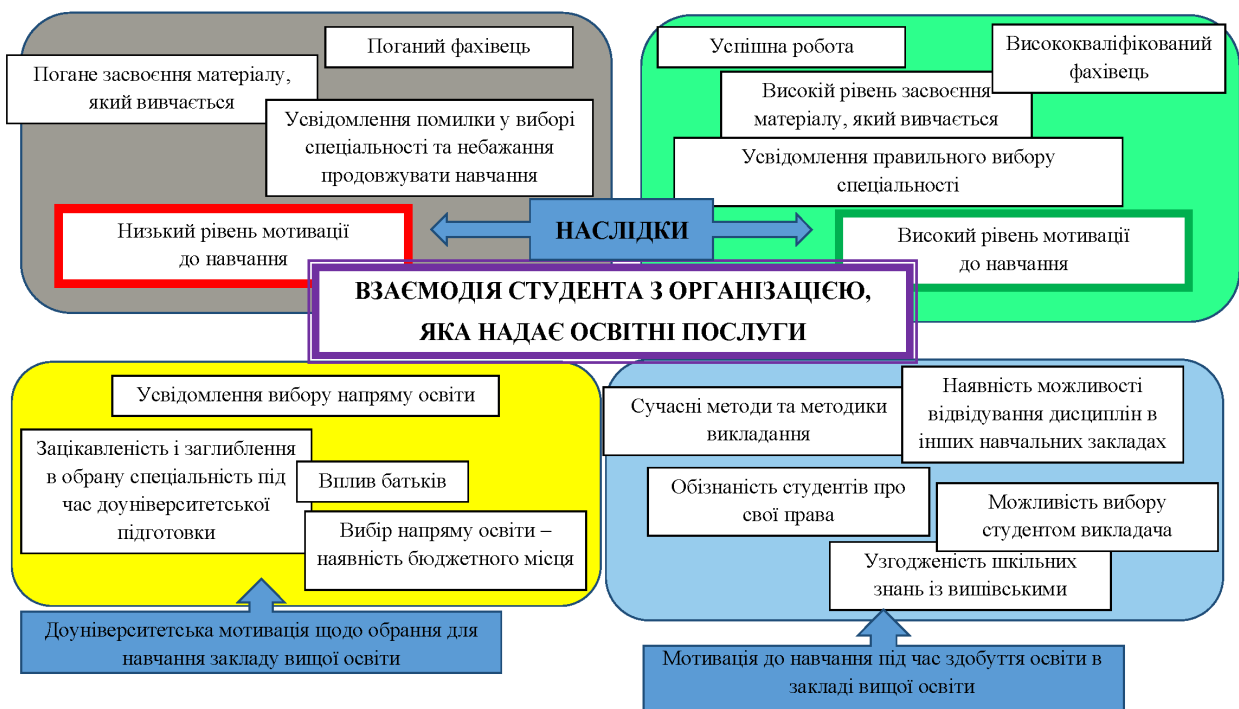 Поганий фахівець
Погане засвоєння матеріалу,
який вивчається
Усвідомлення помилки у виборі
спеціальності та небажання
продовжувати навчання
Низький рівень мотивації
до навчання
Успішна робота
Висококваліфікований
фахівець
Високій рівень засвоєння
матеріалу, який вивчається
Усвідомлення правильного вибору
спеціальності
НАСЛІДКИ
Високий рівень мотивації
до навчання
ВЗАЄМОДІЯ СТУДЕНТА З ОРГАНІЗАЦІЄЮ,
ЯКА НАДАЄ ОСВІТНІ ПОСЛУГИ
Усвідомлення вибору напряму освіти
Зацікавленість і заглиблення
в обрану спеціальність під
час доуніверситетської
підготовки
Вплив батьків
Вибір напряму освіти –
наявність бюджетного місця
Доуніверситетська мотивація щодо обрання для
навчання закладу вищої освіти
Сучасні методи та методики
викладання
Наявність можливості
відвідування дисциплін в
інших навчальних закладах
Обізнаність студентів про
свої права
Можливість вибору
студентом викладача
Узгодженість шкільних
знань із вишівськими
Мотивація до навчання під час здобуття освіти в
закладі вищої освіти